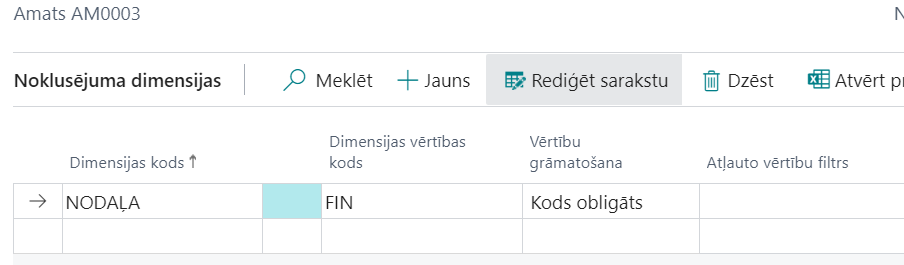 Amats AM0003
Noklusējuma dimensijas
Meklēt
Jauns
Rediģēt sarakstu
Dzēst
Atvērt
Dimensijas kods ↑
Dimensijas vērtības
kods
Vērtību
grāmatošana
Atļauto vērtību filtrs
→ NODAĻA
FIN
Kods obligāts